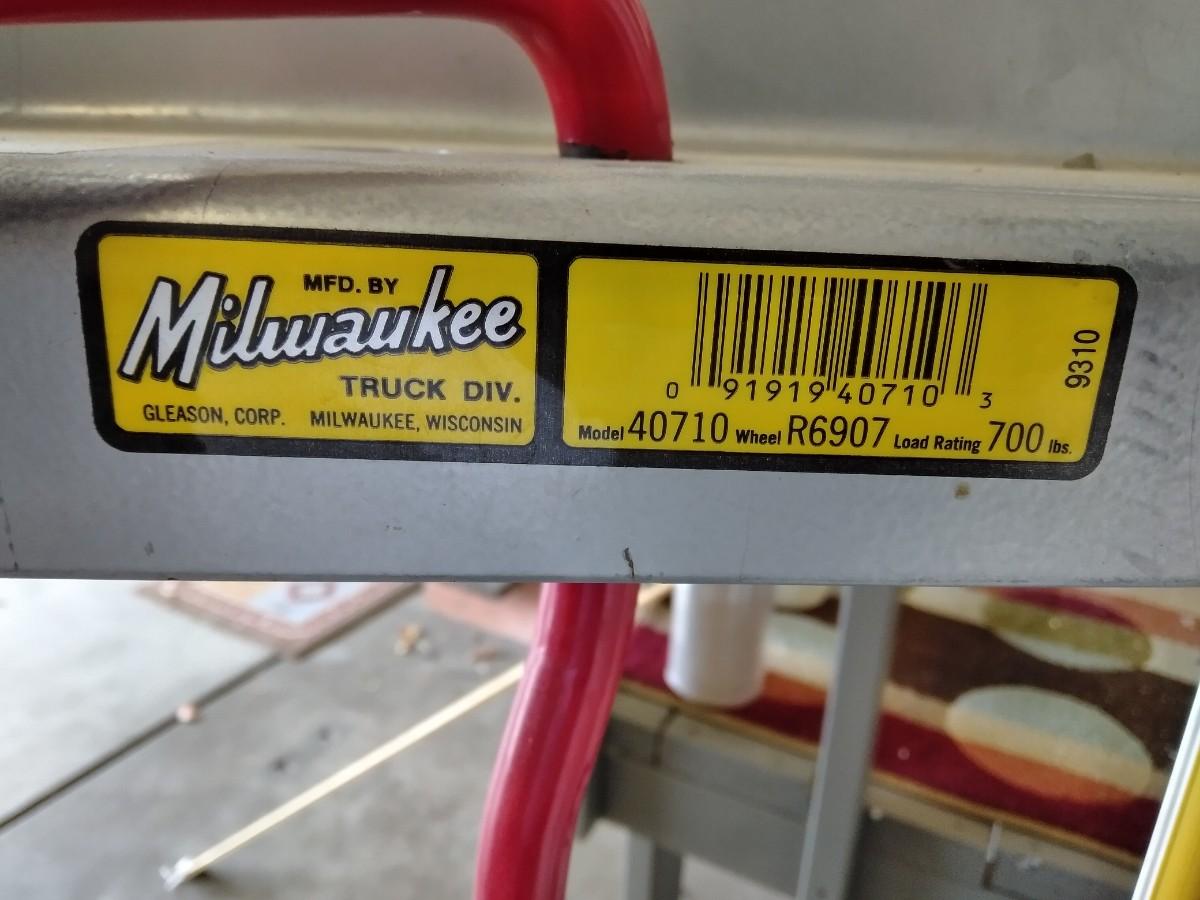 MFD. BY
Milwaukee
TRUCK DIV.
GLEASON, CORP. MILWAUKEE, WISCONSIN
0 91919 40710 3
Model 40710 Wheel R6907 Load Rating 700 lbs.
9310